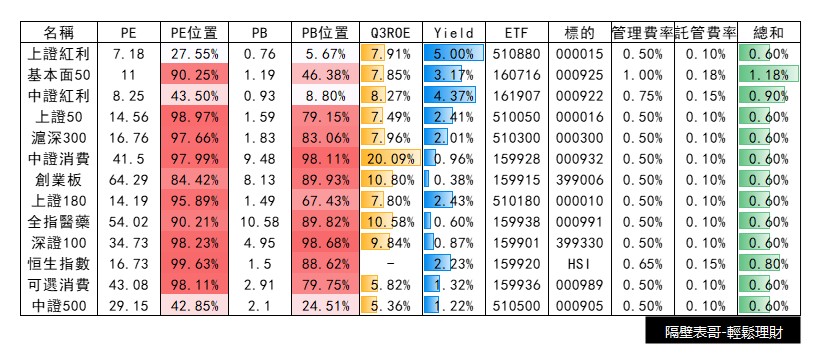 名稱 PE PE位置 PB PB位置 Q3ROE Yield ETF 標的 管理費率 託管費率 總和
上證紅利 7.18 27.55% 0.76 5.67% 7.91% 5.00% 510880 000015 0.50% 0.10% 0.60%
基本面50 11 90.25% 1.19 46.38% 7.85% 3.17% 160716 000925 1.00% 0.18% 1.18%
中證紅利 8.25 43.50% 0.93 8.80% 8.27% 4.37% 161907 000922 0.75% 0.15% 0.90%
上證50 14.56 98.97% 1.59 79.15% 7.49% 2.41% 510050 000016 0.50% 0.10% 0.60%
滬深300 16.76 97.66% 1.83 83.06% 7.96% 2.01% 510300 000300 0.50% 0.10% 0.60%
中證消費 41.5 97.99% 9.48 98.11% 20.09% 0.96% 159928 000932 0.50% 0.10% 0.60%
創業板 64.29 84.42% 8.13 89.93% 10.80% 0.38% 159915 399006 0.50% 0.10% 0.60%
上證180 14.19 95.89% 1.49 67.43% 7.80% 2.43% 510180 000010 0.50% 0.10% 0.60%
全指醫藥 54.02 90.21% 10.58 89.82% 10.58% 0.60% 159938 000991 0.50% 0.10% 0.60%
深證100 34.73 98.23% 4.95 98.68% 9.84% 0.87% 159901 399330 0.50% 0.10% 0.60%
恒生指數 16.73 99.63% 1.5 88.62% - 2.23% 159920 HSI 0.65% 0.15% 0.80%
可選消費 43.08 98.11% 2.91 79.75% 5.82% 1.32% 159936 000989 0.50% 0.10% 0.60%
中證500 29.15 42.85% 2.1 24.51% 5.36% 1.22% 510500 000905 0.50% 0.10% 0.60%
隔壁表哥-輕鬆理財